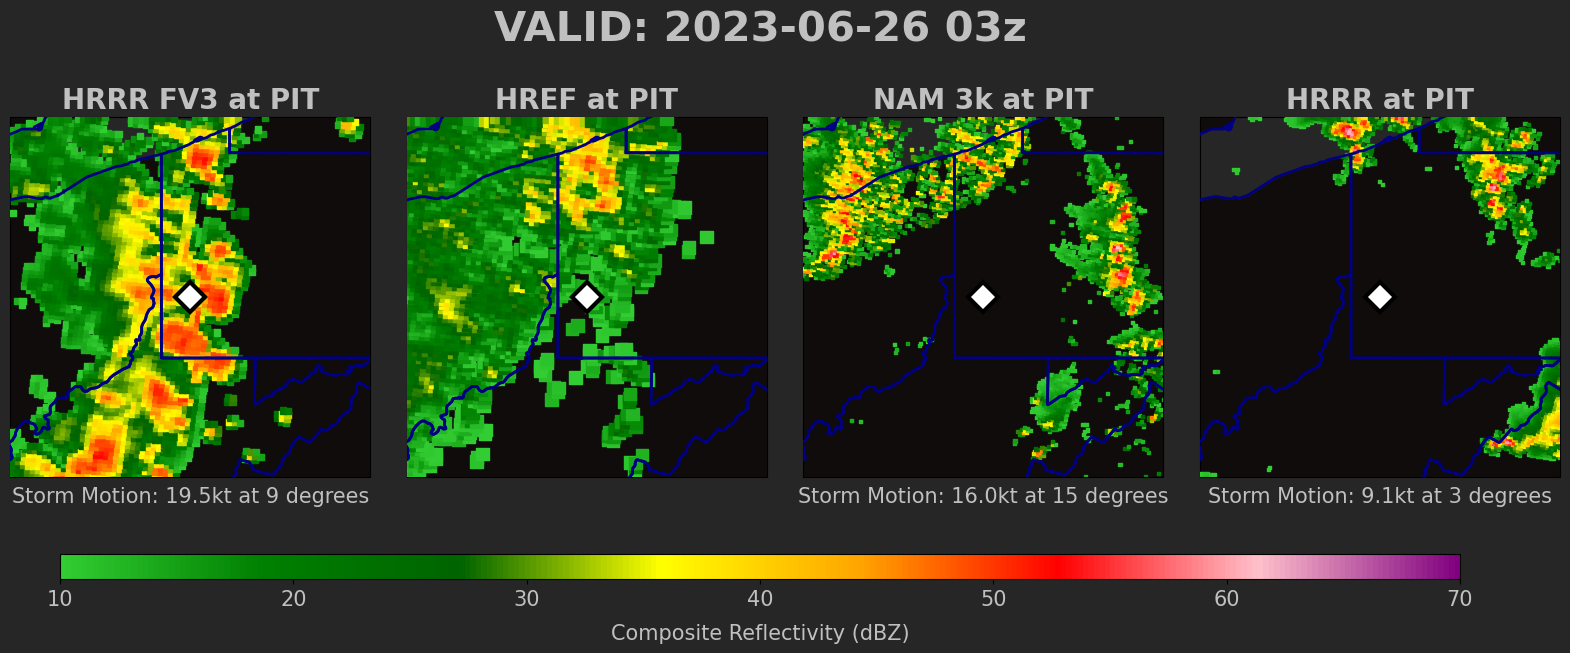 VALID: 2023-06-26 03z
HRRR FV3 at PIT
HREF at PIT
NAM 3k at PIT
HRRR at PIT
Storm Motion: 19.5kt at 9 degrees
Storm Motion: 16.0kt at 15 degrees
Storm Motion: 9.1kt at 3 degrees
10 20 30 40 50 60 70
Composite Reflectivity (dBZ)